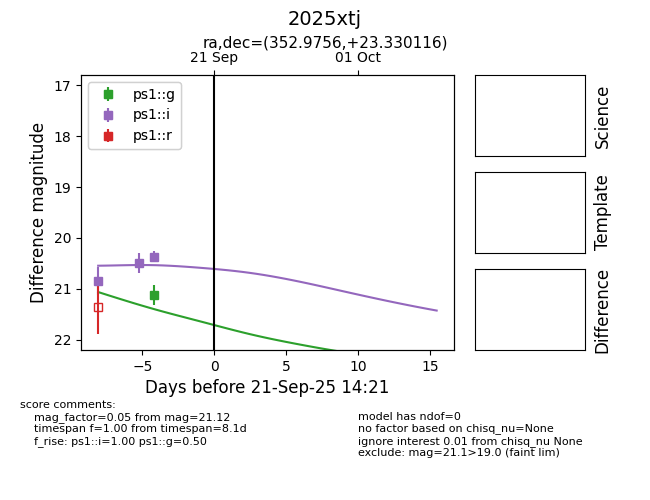 2025xtj
ra,dec=(352.9756,+23.330116)
21 Sep
01 Oct
17
18
19
20
21
22
Difference magnitude
ps1::g
ps1::i
ps1::r
−5
0
5
10
15
Days before 21-Sep-25 14:21
Science
Template
Difference
score comments:
mag_factor=0.05 from mag=21.12
timespan f=1.00 from timespan=8.1d
f_rise: ps1::i=1.00 ps1::g=0.50
model has ndof=0
no factor based on chisq_nu=None
ignore interest 0.01 from chisq_nu None
exclude: mag=21.1>19.0 (faint lim)